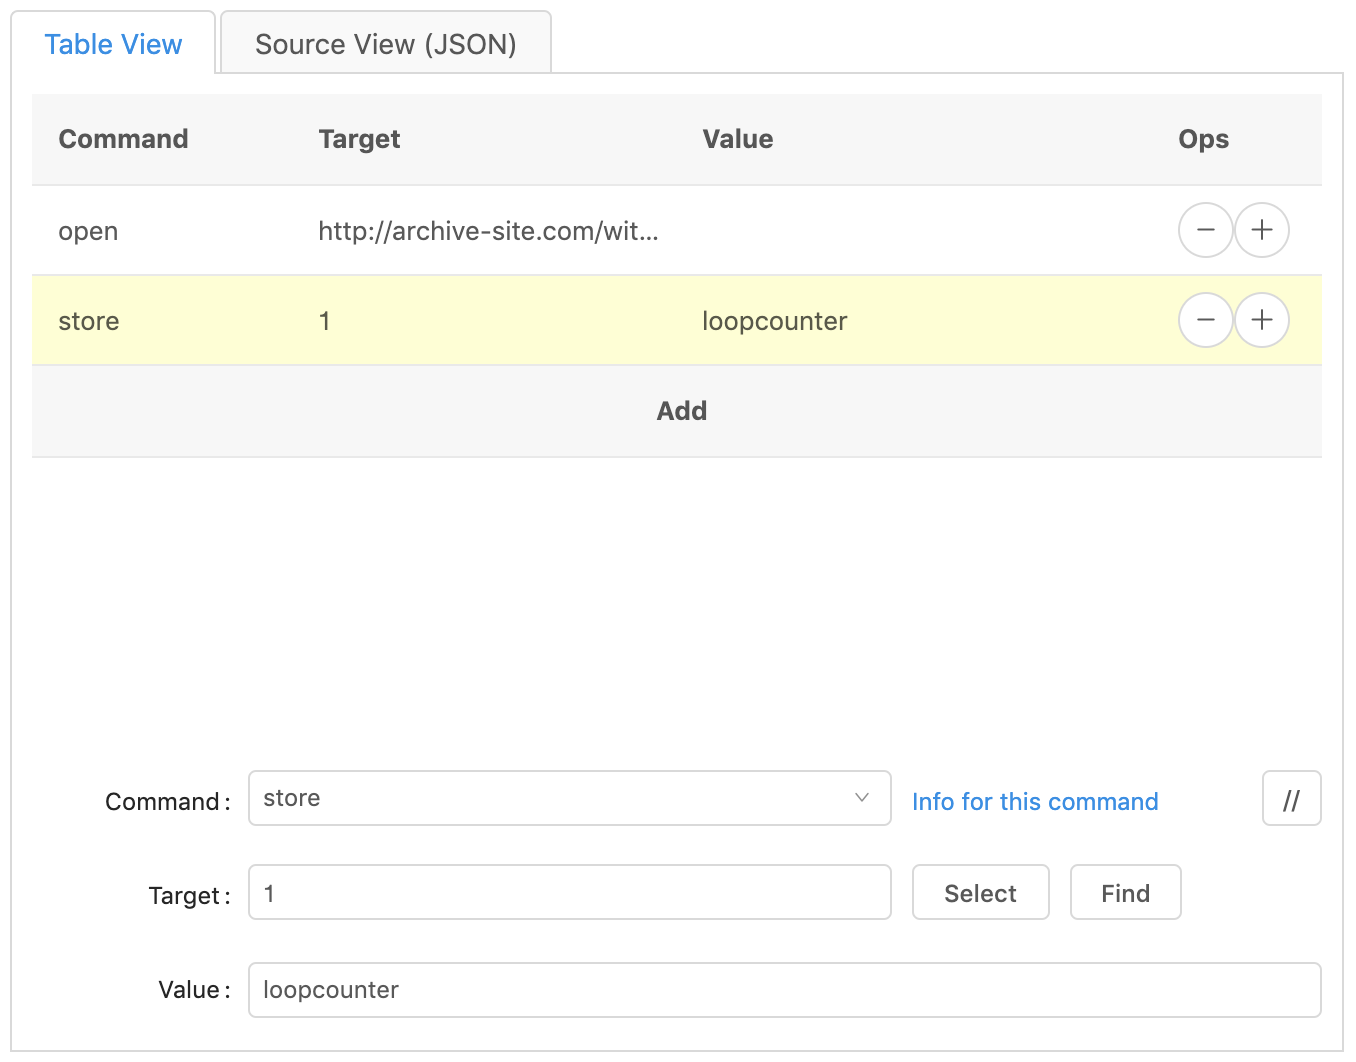 Table View Source View (JSON)
Command Target Value Ops
open http://archive-site.com/wit...
store 1 loopcounter
Add
Command: store Info for this command //
Target: 1 Select Find
Value: loopcounter